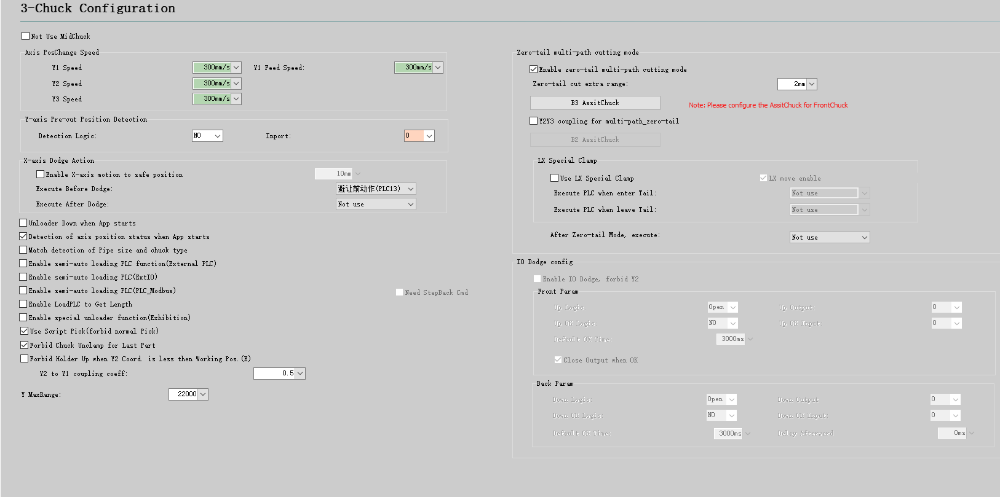 3-Chuck Configuration
Not Use MidChuck
Axis PosChange Speed
Y1 Speed 300mm/s Y1 Feed Speed: 300mm/s
Y2 Speed 300mm/s
Y3 Speed 300mm/s
Y-axis Pre-cut Position Detection
Detection Logic: NO Inport: 0
X-axis Dodge Action
Enable X-axis motion to safe position 10mm
Execute Before Dodge: 避让前动作(PLC13)
Execute After Dodge: Not use
Unloader Down when App starts
Detection of axis position status when App starts
Match detection of Pipe size and chuck type
Enable semi-auto loading PLC function(External PLC)
Enable semi-auto loading PLC(ExtIO)
Enable semi-auto loading PLC(PLC_Modbus) Need StepBack Cmd
Enable LoadPLC to Get Length
Enable special unloader function(Exhibition)
Use Script Pick(forbid normal Pick)
Forbid Chuck Unclamp for Last Part
Forbid Holder Up when Y2 Coord. is less then Working Pos.(E)
Y2 to Y1 coupling coeff: 0.5
Y MaxRange: 22000
Zero-tail multi-path cutting mode
Enable zero-tail multi-path cutting mode
Zero-tail cut extra range: 2mm
B3 AssitChuck Note: Please configure the AssitChuck for FrontChuck
Y2Y3 coupling for multi-path_zero-tail
B2 AssitChuck
LX Special Clamp
Use LX Special Clamp LX move enable
Execute PLC when enter Tail: Not use
Execute PLC when leave Tail: Not use
After Zero-tail Mode, execute: Not use
IO Dodge config
Enable IO Dodge, forbid Y2
Front Param
Up Logic: Open Up Output: 0
Up OK Logic: NO Up OK Input: 0
Default OK Time: 3000ms
Close Output when OK
Back Param
Down Logic: Open Down Output 0
Down OK Logic: NO Down OK Input: 0
Default OK Time: 3000ms Delay Afterward 0ms